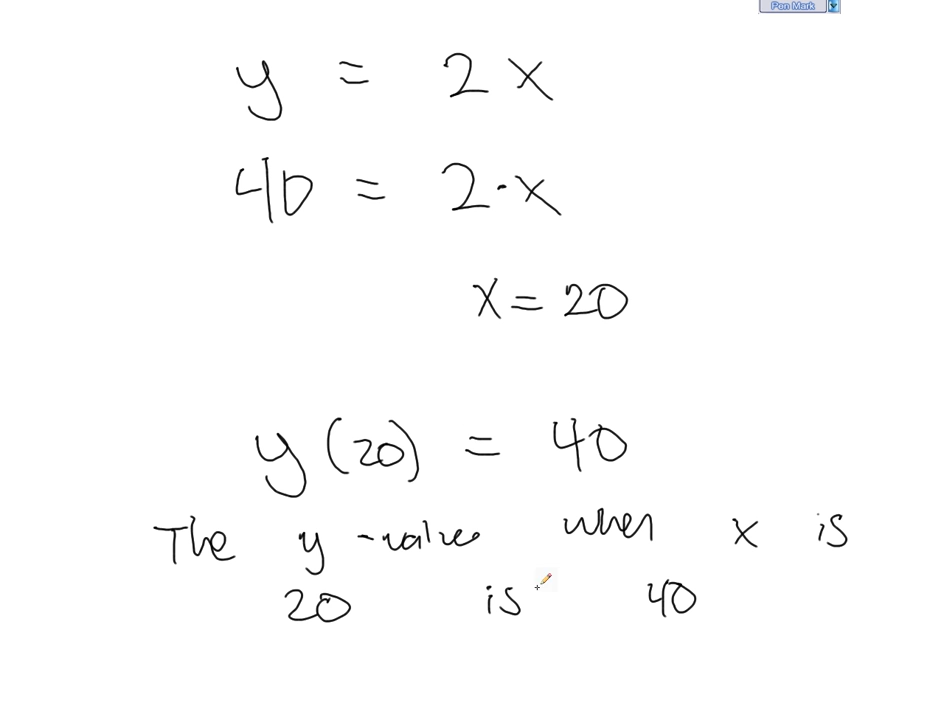 Pen Mark
y = 2x
40 = 2·x
x = 20
y(20) = 40
The y-value when x is
20 is 40